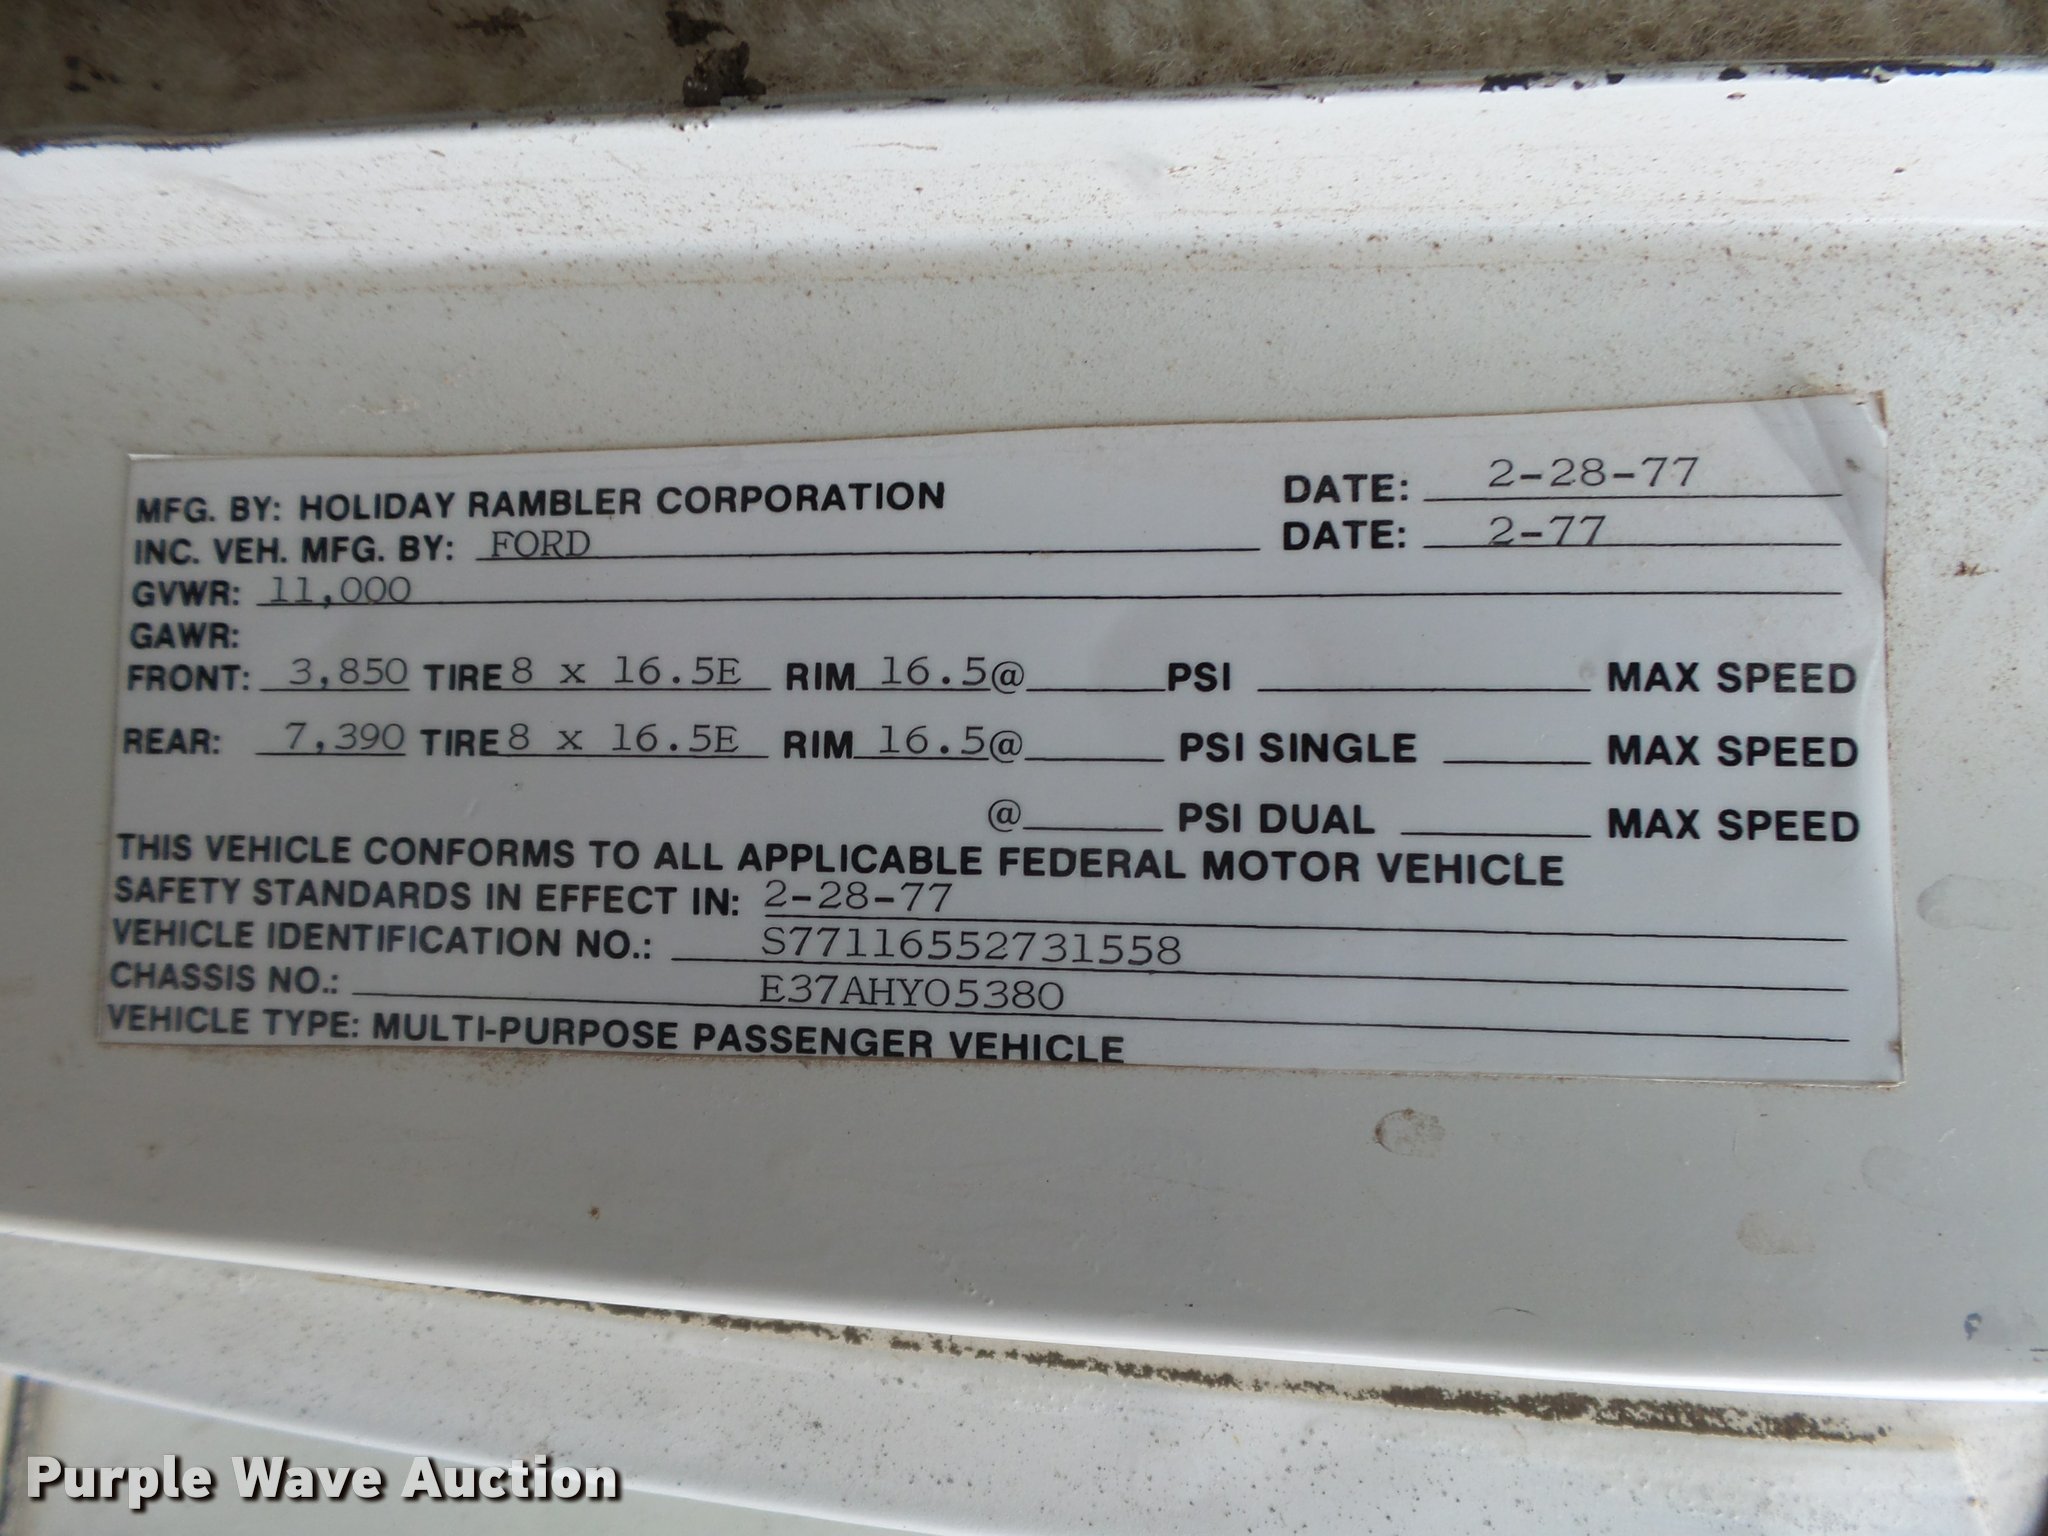 MFG. BY: HOLIDAY RAMBLER CORPORATION DATE: 2-28-77
INC. VEH. MFG. BY: FORD DATE: 2-77
GVWR: 11,000
GAWR:
FRONT: 3,850 TIRE 8 x 16.5E RIM 16.5@ PSI MAX SPEED
REAR: 7,390 TIRE 8 x 16.5E RIM 16.5@ PSI SINGLE MAX SPEED
@ PSI DUAL MAX SPEED
THIS VEHICLE CONFORMS TO ALL APPLICABLE FEDERAL MOTOR VEHICLE
SAFETY STANDARDS IN EFFECT IN: 2-28-77
VEHICLE IDENTIFICATION NO.: S77116552731558
CHASSIS NO.: E37AHY05380
VEHICLE TYPE: MULTI-PURPOSE PASSENGER VEHICLE
Purple Wave Auction